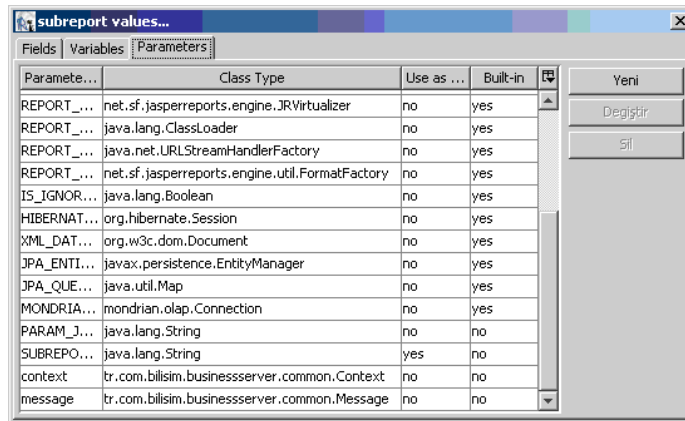 subreport values...
Fields Variables Parameters
Paramete... Class Type Use as ... Built-in
REPORT_... net.sf.jasperreports.engine.JRVirtualizer no yes
REPORT_... java.lang.ClassLoader no yes
REPORT_... java.net.URLStreamHandlerFactory no yes
REPORT_... net.sf.jasperreports.engine.util.FormatFactory no yes
IS_IGNOR... java.lang.Boolean no yes
HIBERNAT... org.hibernate.Session no yes
XML_DAT... org.w3c.dom.Document no yes
JPA_ENTI... javax.persistence.EntityManager no yes
JPA_QUE... java.util.Map no yes
MONDRIA... mondrian.olap.Connection no yes
PARAM_J... java.lang.String no no
SUBREPO... java.lang.String yes no
context tr.com.bilisim.businessserver.common.Context no no
message tr.com.bilisim.businessserver.common.Message no no
Yeni
Degiştir
Sil